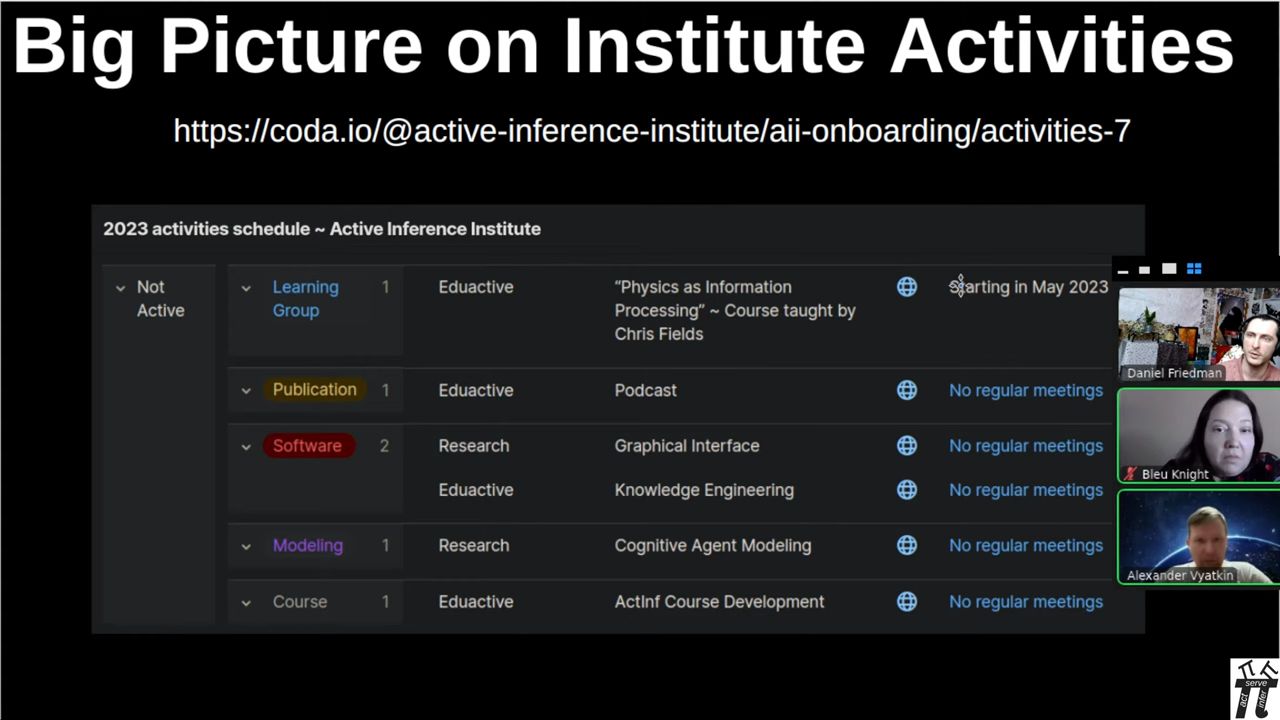 Big Picture on Institute Activities
https://coda.io/@active-inference-institute/aii-onboarding/activities-7
2023 activities schedule ~ Active Inference Institute
Not
Active
Learning
Group
1
Eduactive
“Physics as Information
Processing” ~ Course taught by
Chris Fields
Starting in May 2023
Publication 1 Eduactive Podcast No regular meetings
Software 2 Research Graphical Interface No regular meetings
Eduactive Knowledge Engineering No regular meetings
Modeling 1 Research Cognitive Agent Modeling No regular meetings
Course 1 Eduactive ActInf Course Development No regular meetings
Daniel Friedman
Bleu Knight
Alexander Vyatkin
serve
act
infer